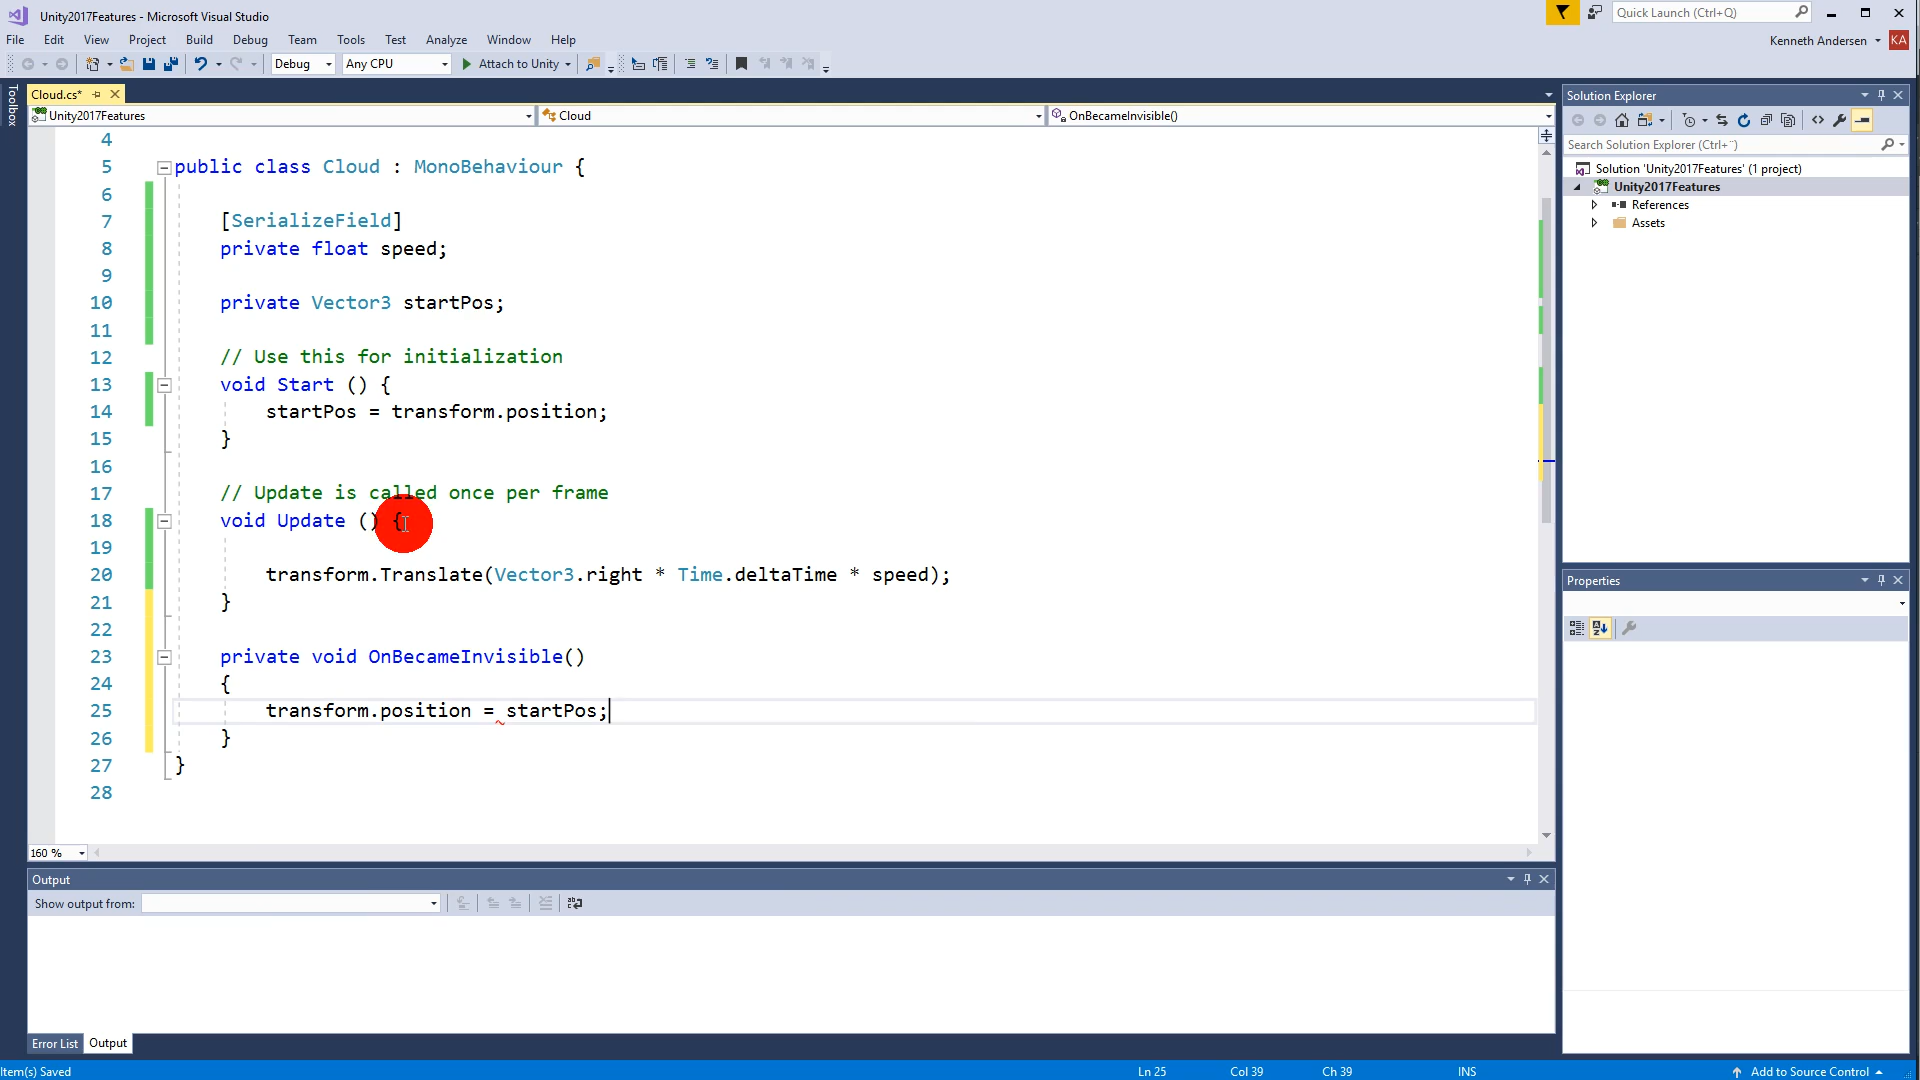 Unity2017Features - Microsoft Visual Studio
Quick Launch (Ctrl+Q)
File Edit View Project Build Debug Team Tools Test Analyze Window Help
Kenneth Andersen KA
Debug Any CPU Attach to Unity
Toolbox
Cloud.cs*
Unity2017Features Cloud OnBecameInvisible()
4
5 public class Cloud : MonoBehaviour {
6
7 [SerializeField]
8 private float speed;
9
10 private Vector3 startPos;
11
12 // Use this for initialization
13 void Start () {
14 startPos = transform.position;
15 }
16
17 // Update is called once per frame
18 void Update () {
19
20 transform.Translate(Vector3.right * Time.deltaTime * speed);
21 }
22
23 private void OnBecameInvisible()
24 {
25 transform.position = startPos;
26 }
27 }
28
160 %
Output
Show output from:
Error List Output
Solution Explorer
Search Solution Explorer (Ctrl+¨)
Solution 'Unity2017Features' (1 project)
Unity2017Features
References
Assets
Properties
Item(s) Saved Ln 25 Col 39 Ch 39 INS Add to Source Control